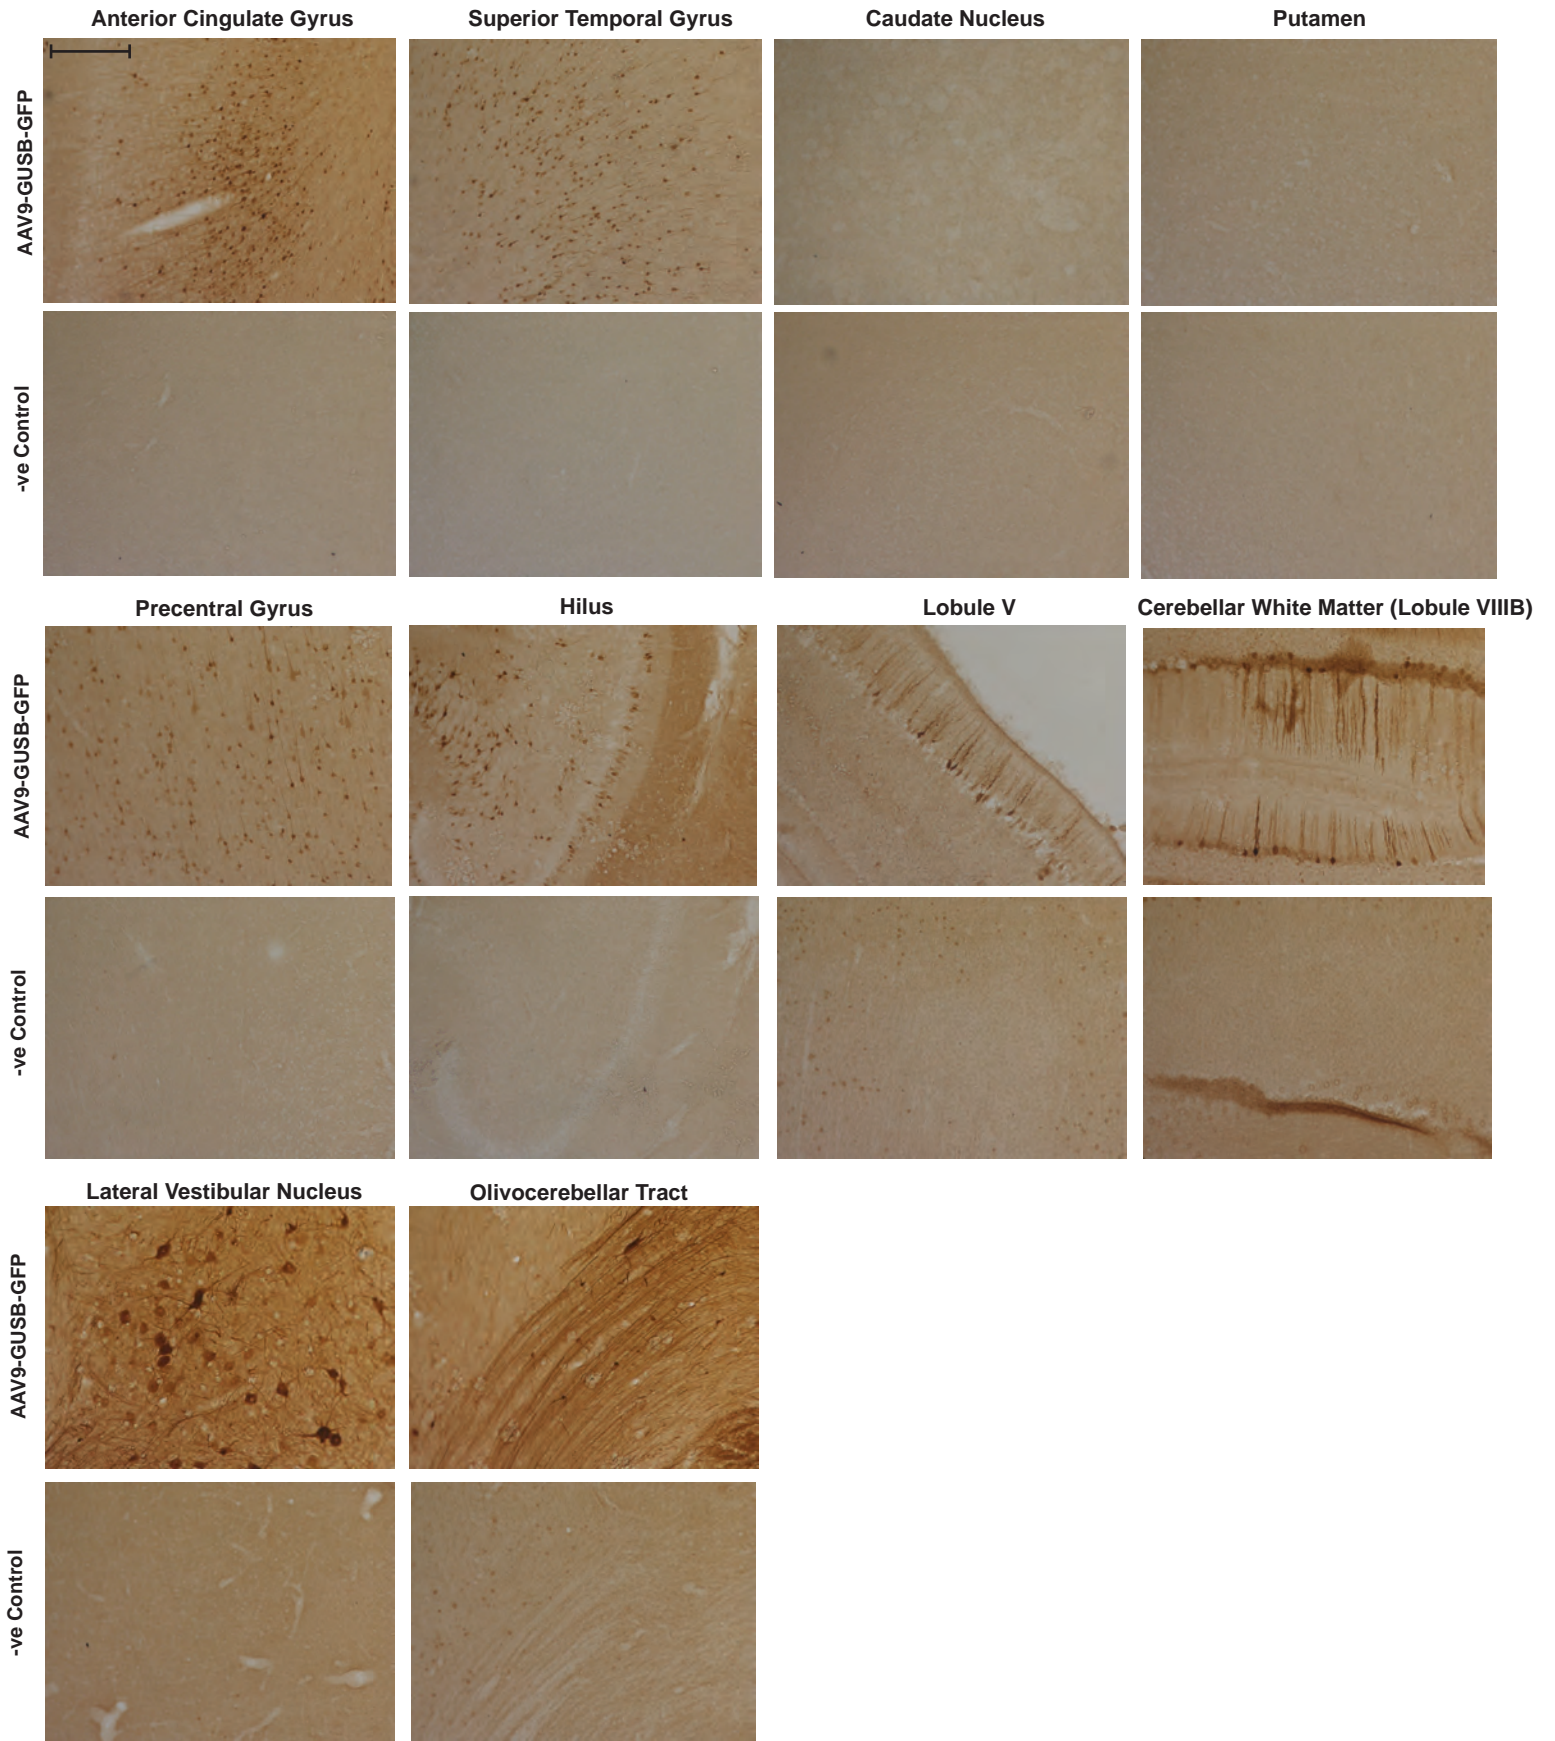 Anterior Cingulate Gyrus
Superior Temporal Gyrus
Caudate Nucleus
Putamen
AAV9-GUSB-GFP
-ve Control
Precentral Gyrus
Hilus
Lobule V
Cerebellar White Matter (Lobule VIIIB)
AAV9-GUSB-GFP
-ve Control
Lateral Vestibular Nucleus
Olivocerebellar Tract
AAV9-GUSB-GFP
-ve Control